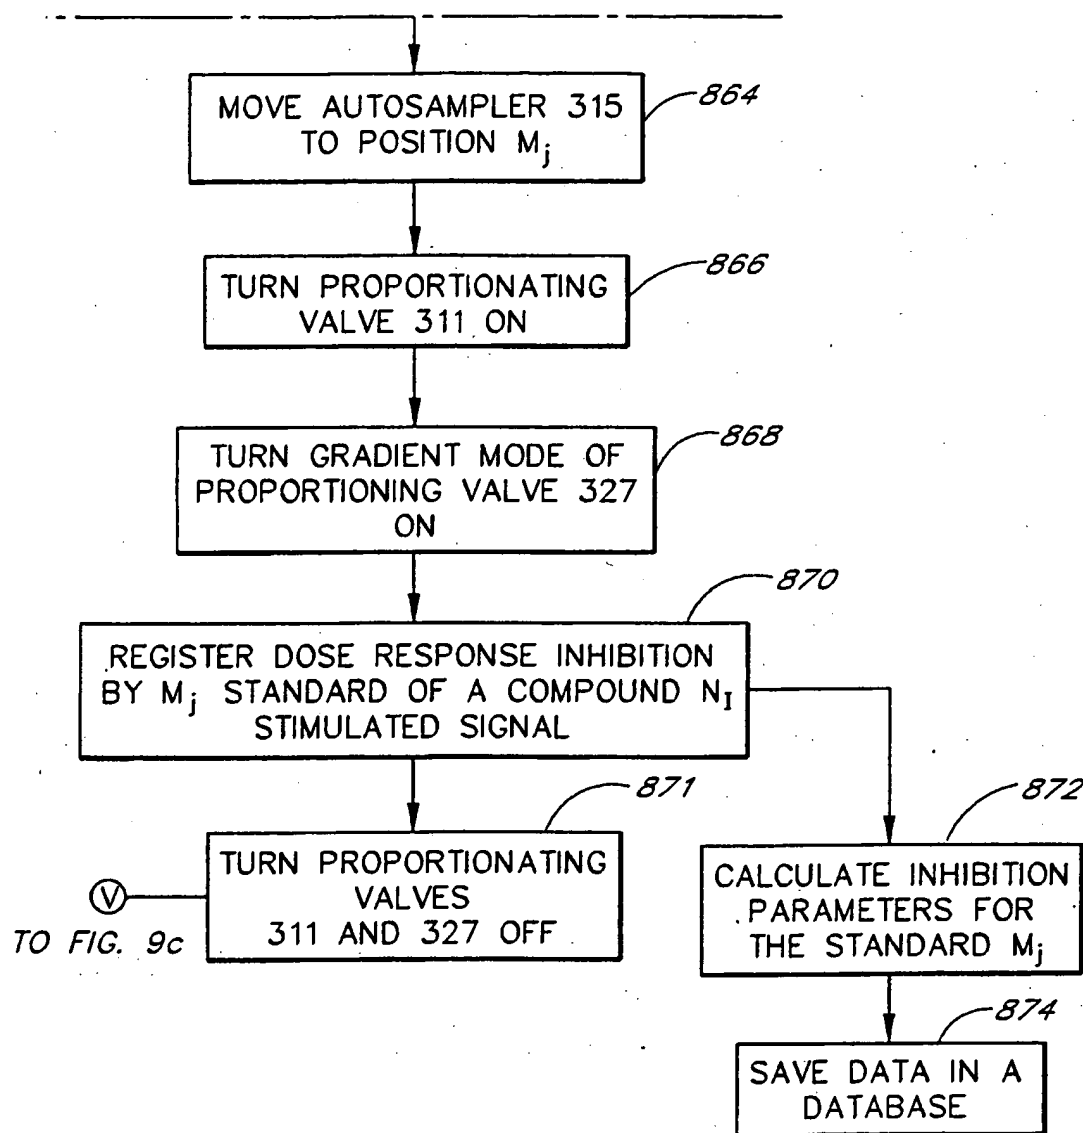 864
MOVE AUTOSAMPLER 315
TO POSITION Mj
866
TURN PROPORTIONATING
VALVE 311 ON
868
TURN GRADIENT MODE OF
PROPORTIONING VALVE 327
ON
870
REGISTER DOSE RESPONSE INHIBITION
BY Mj STANDARD OF A COMPOUND NI
STIMULATED SIGNAL
871
TURN PROPORTIONATING
VALVES
311 AND 327 OFF
V
TO FIG. 9c
872
CALCULATE INHIBITION
PARAMETERS FOR
THE STANDARD Mj
874
SAVE DATA IN A
DATABASE